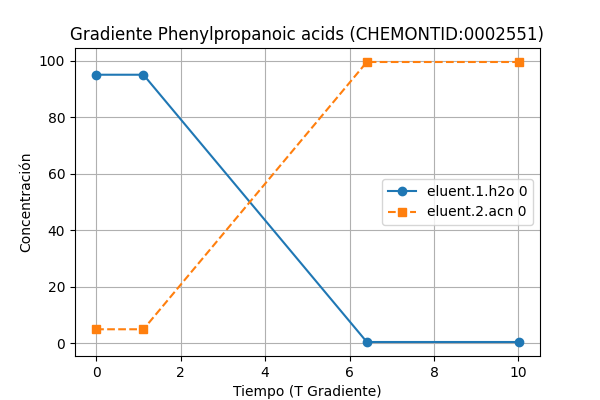 Gradiente Phenylpropanoic acids (CHEMONTID:0002551)
100
80
60
40
20
0
Concentración
eluent.1.h2o 0
eluent.2.acn 0
0 2 4 6 8 10
Tiempo (T Gradiente)